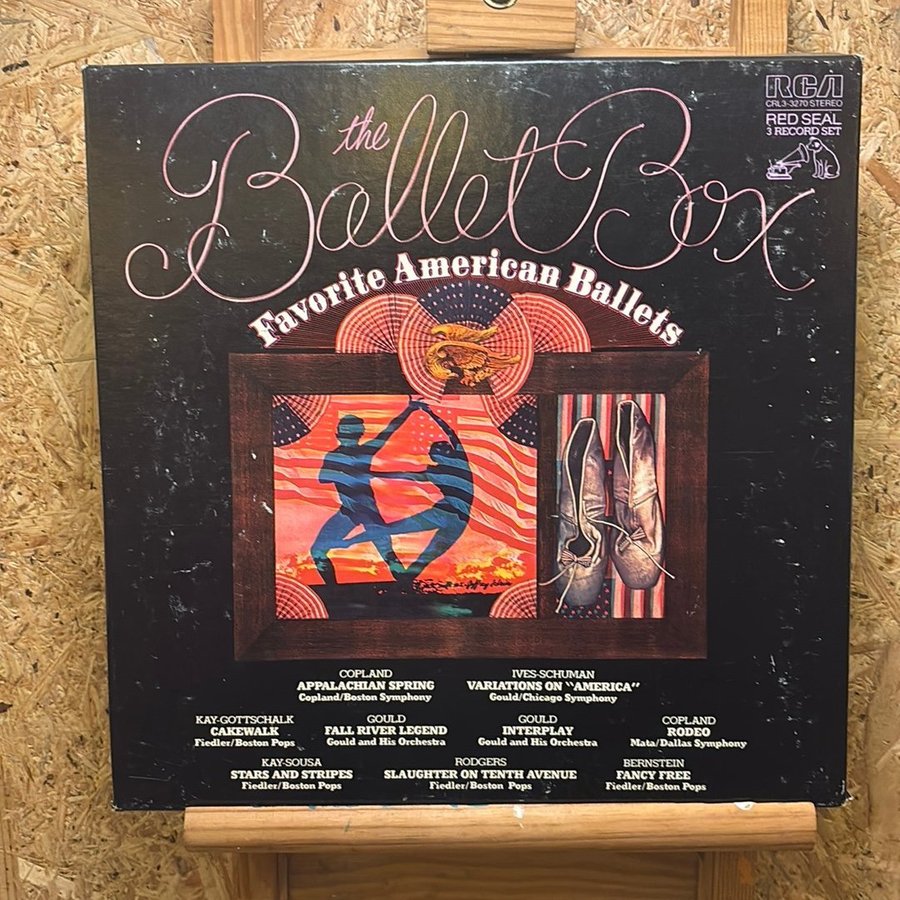 RCA
CRL3-3270 STEREO
RED SEAL
3 RECORD SET
the
Ballet Box
Favorite American Ballets
COPLAND
APPALACHIAN SPRING
Copland/Boston Symphony
IVES-SCHUMAN
VARIATIONS ON “AMERICA”
Gould/Chicago Symphony
KAY-GOTTSCHALK
CAKEWALK
Fiedler/Boston Pops
GOULD
FALL RIVER LEGEND
Gould and His Orchestra
GOULD
INTERPLAY
Gould and His Orchestra
COPLAND
RODEO
Mata/Dallas Symphony
KAY-SOUSA
STARS AND STRIPES
Fiedler/Boston Pops
RODGERS
SLAUGHTER ON TENTH AVENUE
Fiedler/Boston Pops
BERNSTEIN
FANCY FREE
Fiedler/Boston Pops